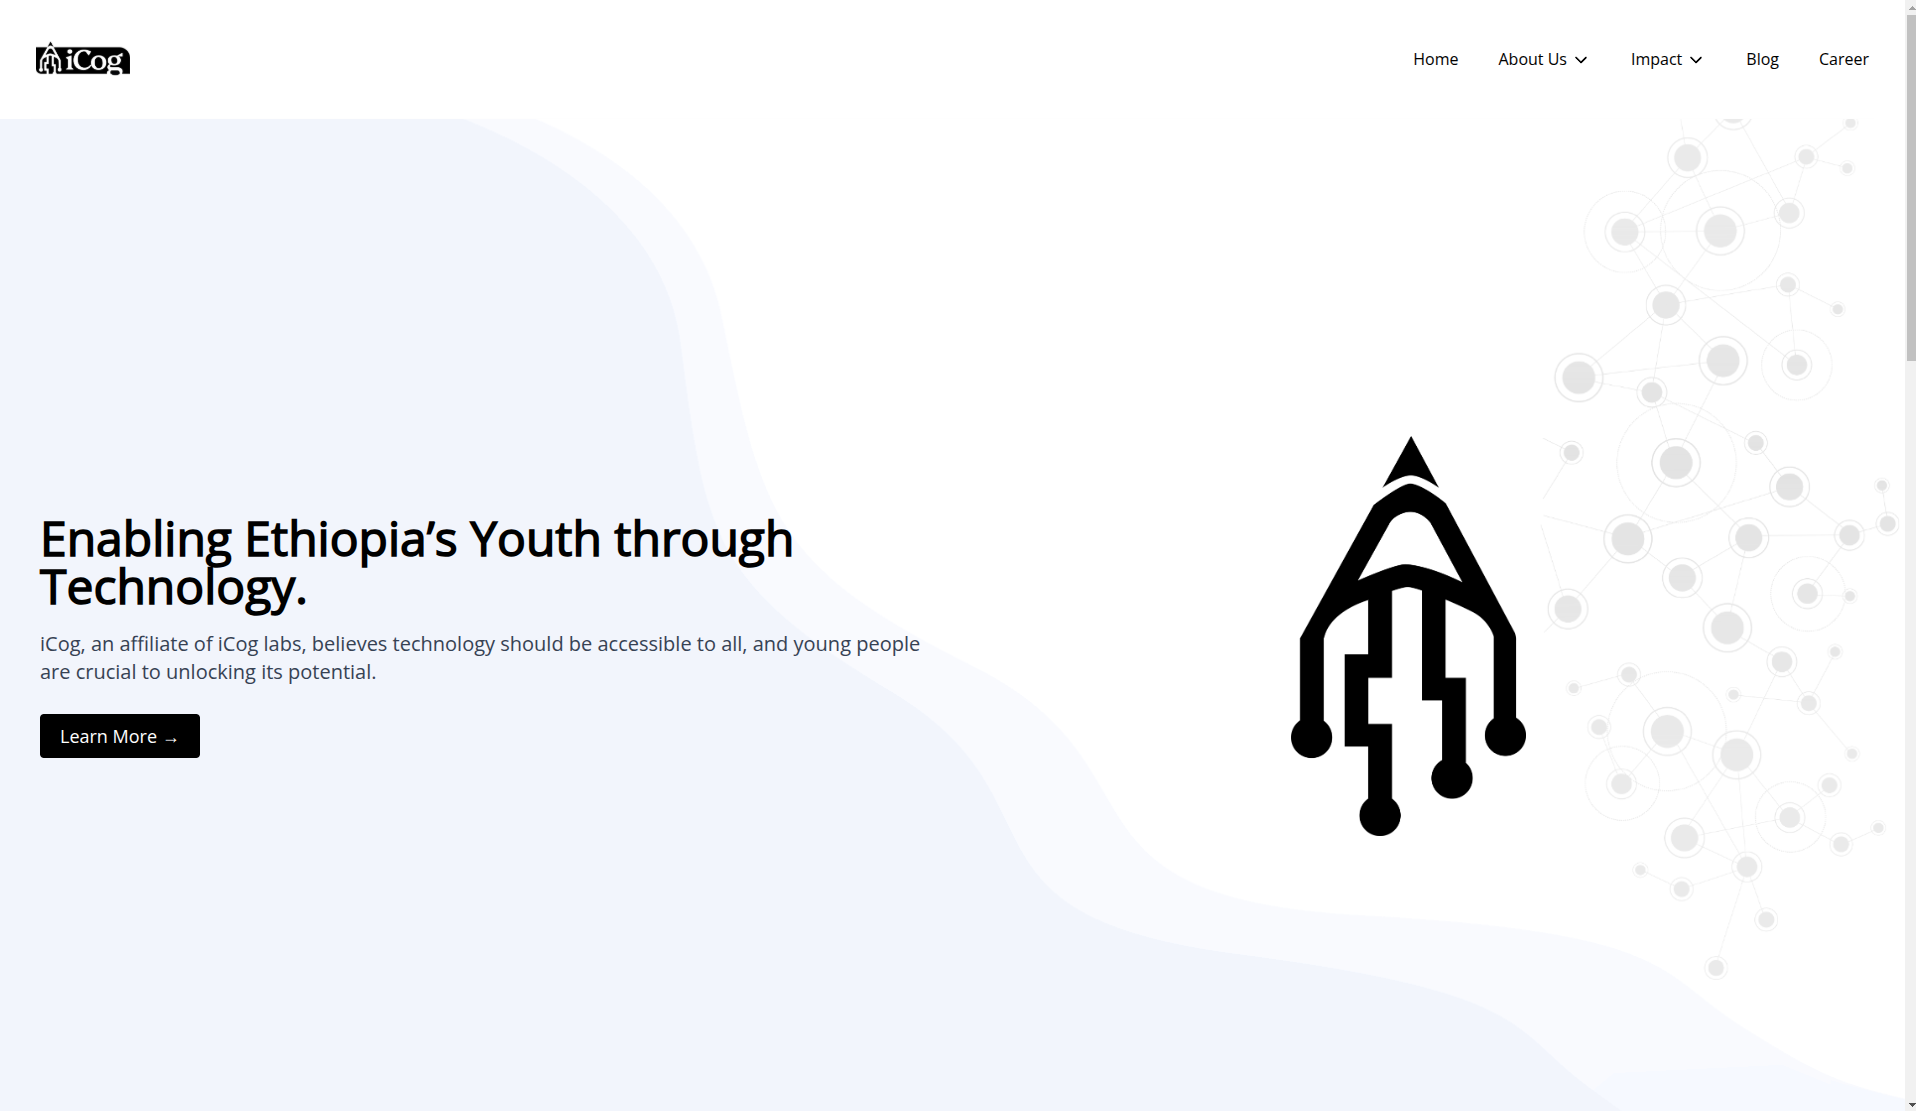 iCog
Home
About Us
Impact
Blog
Career
Enabling Ethiopia’s Youth through
Technology.
iCog, an affiliate of iCog labs, believes technology should be accessible to all, and young people
are crucial to unlocking its potential.
Learn More →